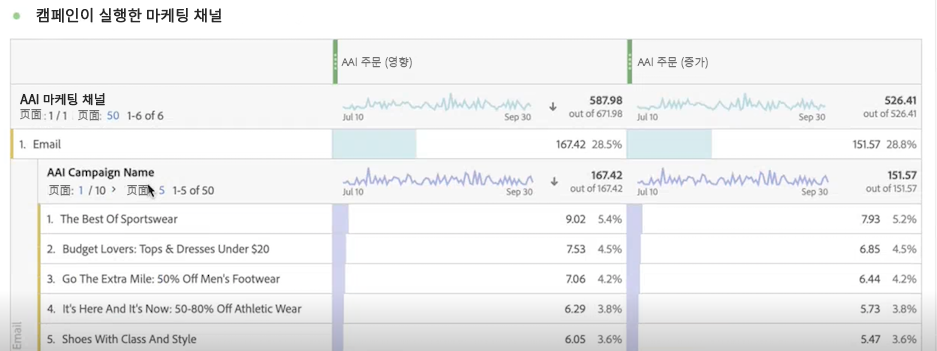 캠페인이 실행한 마케팅 채널
AAI 주문 (영향) AAI 주문 (증가)
AAI 마케팅 채널
页面: 1 / 1 页面: 50 1-6 of 6
Jul 10 Sep 30 587.98 out of 671.98
Jul 10 Sep 30 526.41 out of 526.41
1. Email 167.42 28.5% 151.57 28.8%
AAI Campaign Name
页面: 1 / 10 > 页面: 5 1-5 of 50
Jul 10 Sep 30 167.42 out of 167.42
Jul 10 Sep 30 151.57 out of 151.57
1. The Best Of Sportswear 9.02 5.4% 7.93 5.2%
2. Budget Lovers: Tops & Dresses Under $20 7.53 4.5% 6.85 4.5%
3. Go The Extra Mile: 50% Off Men's Footwear 7.06 4.2% 6.44 4.2%
4. It's Here And It's Now: 50-80% Off Athletic Wear 6.29 3.8% 5.73 3.8%
5. Shoes With Class And Style 6.05 3.6% 5.47 3.6%
Email